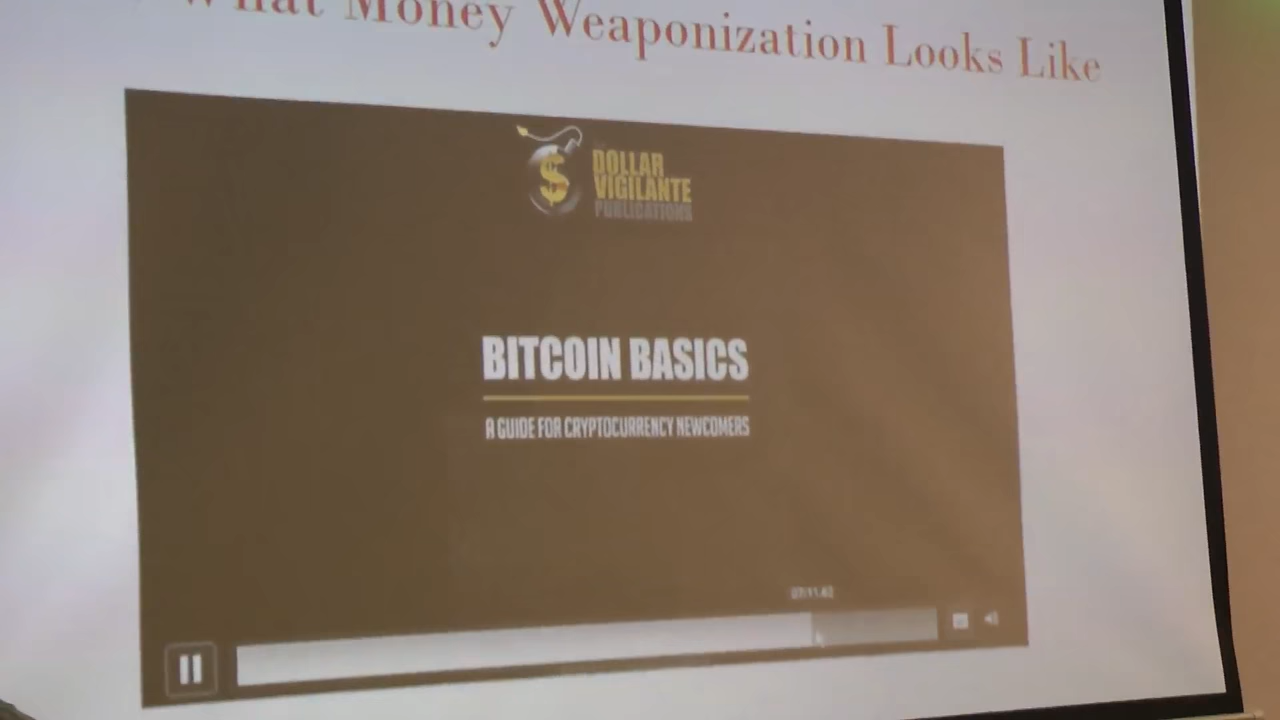 What Money Weaponization Looks Like
$
DOLLAR
VIGILANTE
PUBLICATIONS
BITCOIN BASICS
A GUIDE FOR CRYPTOCURRENCY NEWCOMERS